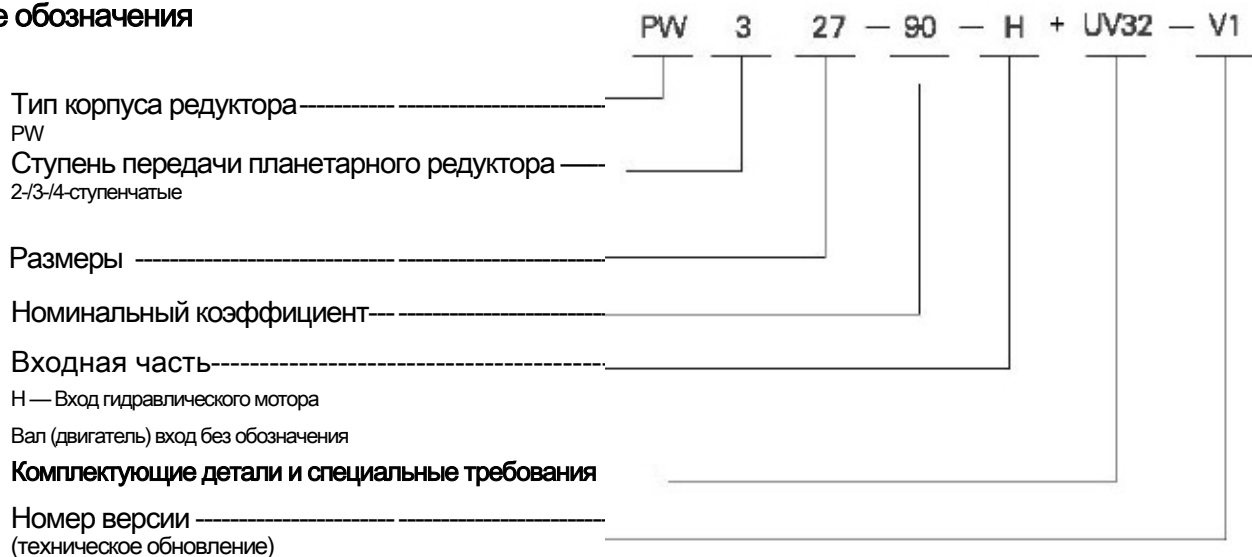 е обозначения
PW 3 27 — 90 — H + UV32 — V1
Тип корпуса редуктора
PW
Ступень передачи планетарного редуктора
2-/3-/4-ступенчатые
Размеры
Номинальный коэффициент
Входная часть
Н — Вход гидравлического мотора
Вал (двигатель) вход без обозначения
Комплектующие детали и специальные требования
Номер версии
(техническое обновление)